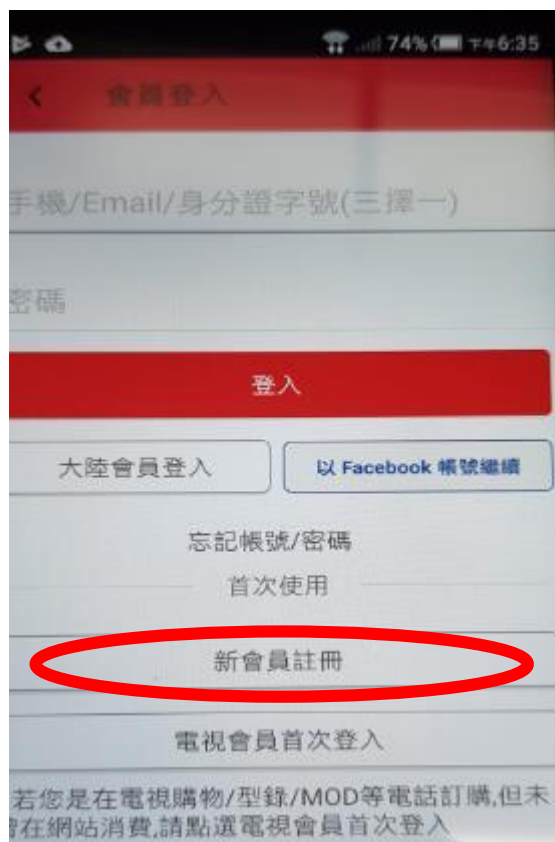 74% 下午6:35
會員登入
手機/Email/身分證字號(三擇一)
密碼
登入
大陸會員登入
以 Facebook 帳號繼續
忘記帳號/密碼
首次使用
新會員註冊
電視會員首次登入
若您是在電視購物/型錄/MOD等電話訂購,但未
曾在網站消費,請點選電視會員首次登入